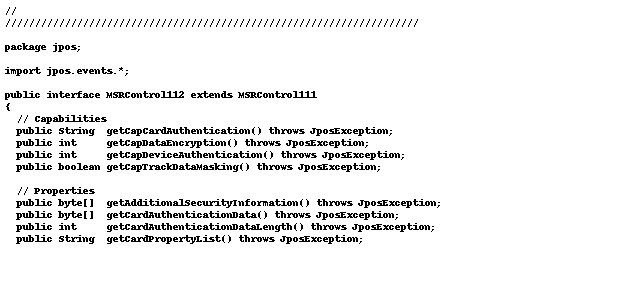 //
/////////////////////////////////////////////////////////////////////
package jpos;
import jpos.events.*;
public interface MSRControl112 extends MSRControl111
{
// Capabilities
public String getCapCardAuthentication() throws JposException;
public int getCapDataEncryption() throws JposException;
public int getCapDeviceAuthentication() throws JposException;
public boolean getCapTrackDataMasking() throws JposException;
// Properties
public byte[] getAdditionalSecurityInformation() throws JposException;
public byte[] getCardAuthenticationData() throws JposException;
public int getCardAuthenticationDataLength() throws JposException;
public String getCardPropertyList() throws JposException;